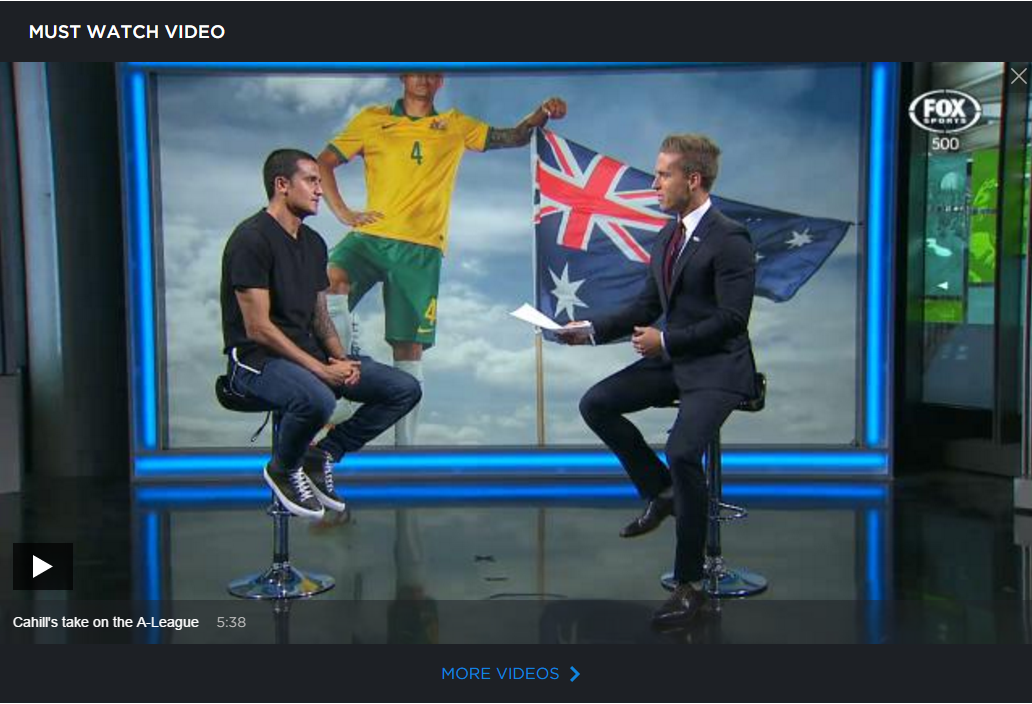 MUST WATCH VIDEO
FOX
SPORTS
500
4
4
Cahill's take on the A-League 5:38
MORE VIDEOS